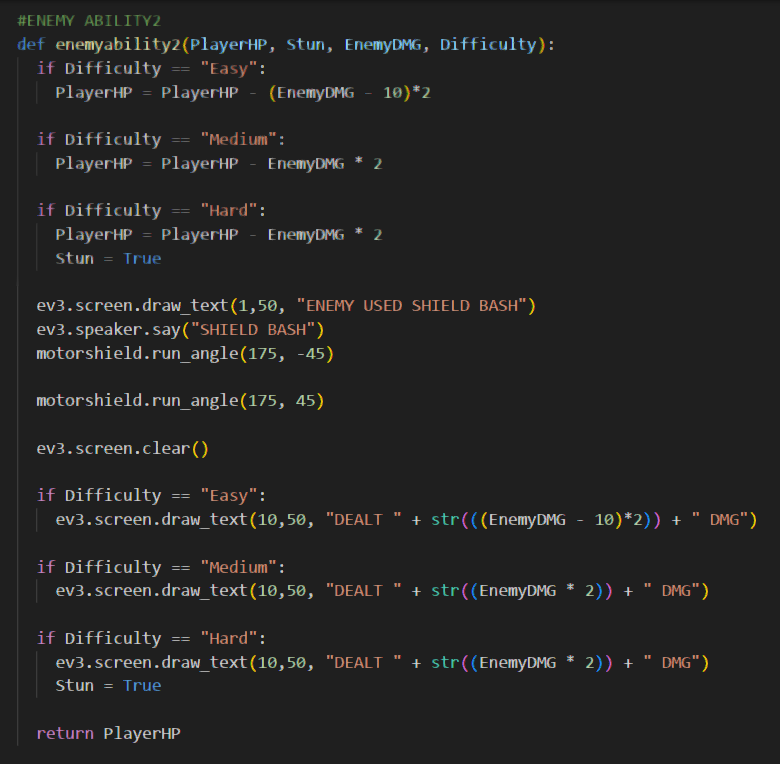 #ENEMY ABILITY2
def enemyability2(PlayerHP, Stun, EnemyDMG, Difficulty):
if Difficulty == "Easy":
PlayerHP = PlayerHP - (EnemyDMG - 10)*2
if Difficulty == "Medium":
PlayerHP = PlayerHP - EnemyDMG * 2
if Difficulty == "Hard":
PlayerHP = PlayerHP - EnemyDMG * 2
Stun = True
ev3.screen.draw_text(1,50, "ENEMY USED SHIELD BASH")
ev3.speaker.say("SHIELD BASH")
motorshield.run_angle(175, -45)
motorshield.run_angle(175, 45)
ev3.screen.clear()
if Difficulty == "Easy":
ev3.screen.draw_text(10,50, "DEALT " + str(((EnemyDMG - 10)*2)) + " DMG")
if Difficulty == "Medium":
ev3.screen.draw_text(10,50, "DEALT " + str((EnemyDMG * 2)) + " DMG")
if Difficulty == "Hard":
ev3.screen.draw_text(10,50, "DEALT " + str((EnemyDMG * 2)) + " DMG")
Stun = True
return PlayerHP